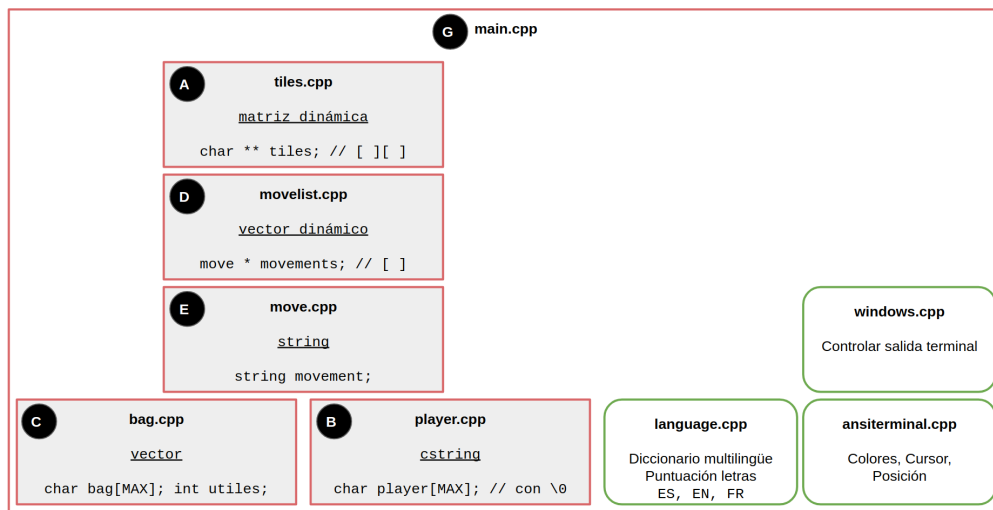 G main.cpp
A tiles.cpp
matriz dinámica
char ** tiles; // [ ][ ]
D movelist.cpp
vector dinámico
move * movements; // [ ]
E move.cpp
string
string movement;
windows.cpp
Controlar salida terminal
C bag.cpp
vector
char bag[MAX]; int utiles;
B player.cpp
cstring
char player[MAX]; // con \0
language.cpp
Diccionario multilingüe
Puntuación letras
ES, EN, FR
ansiterminal.cpp
Colores, Cursor,
Posición